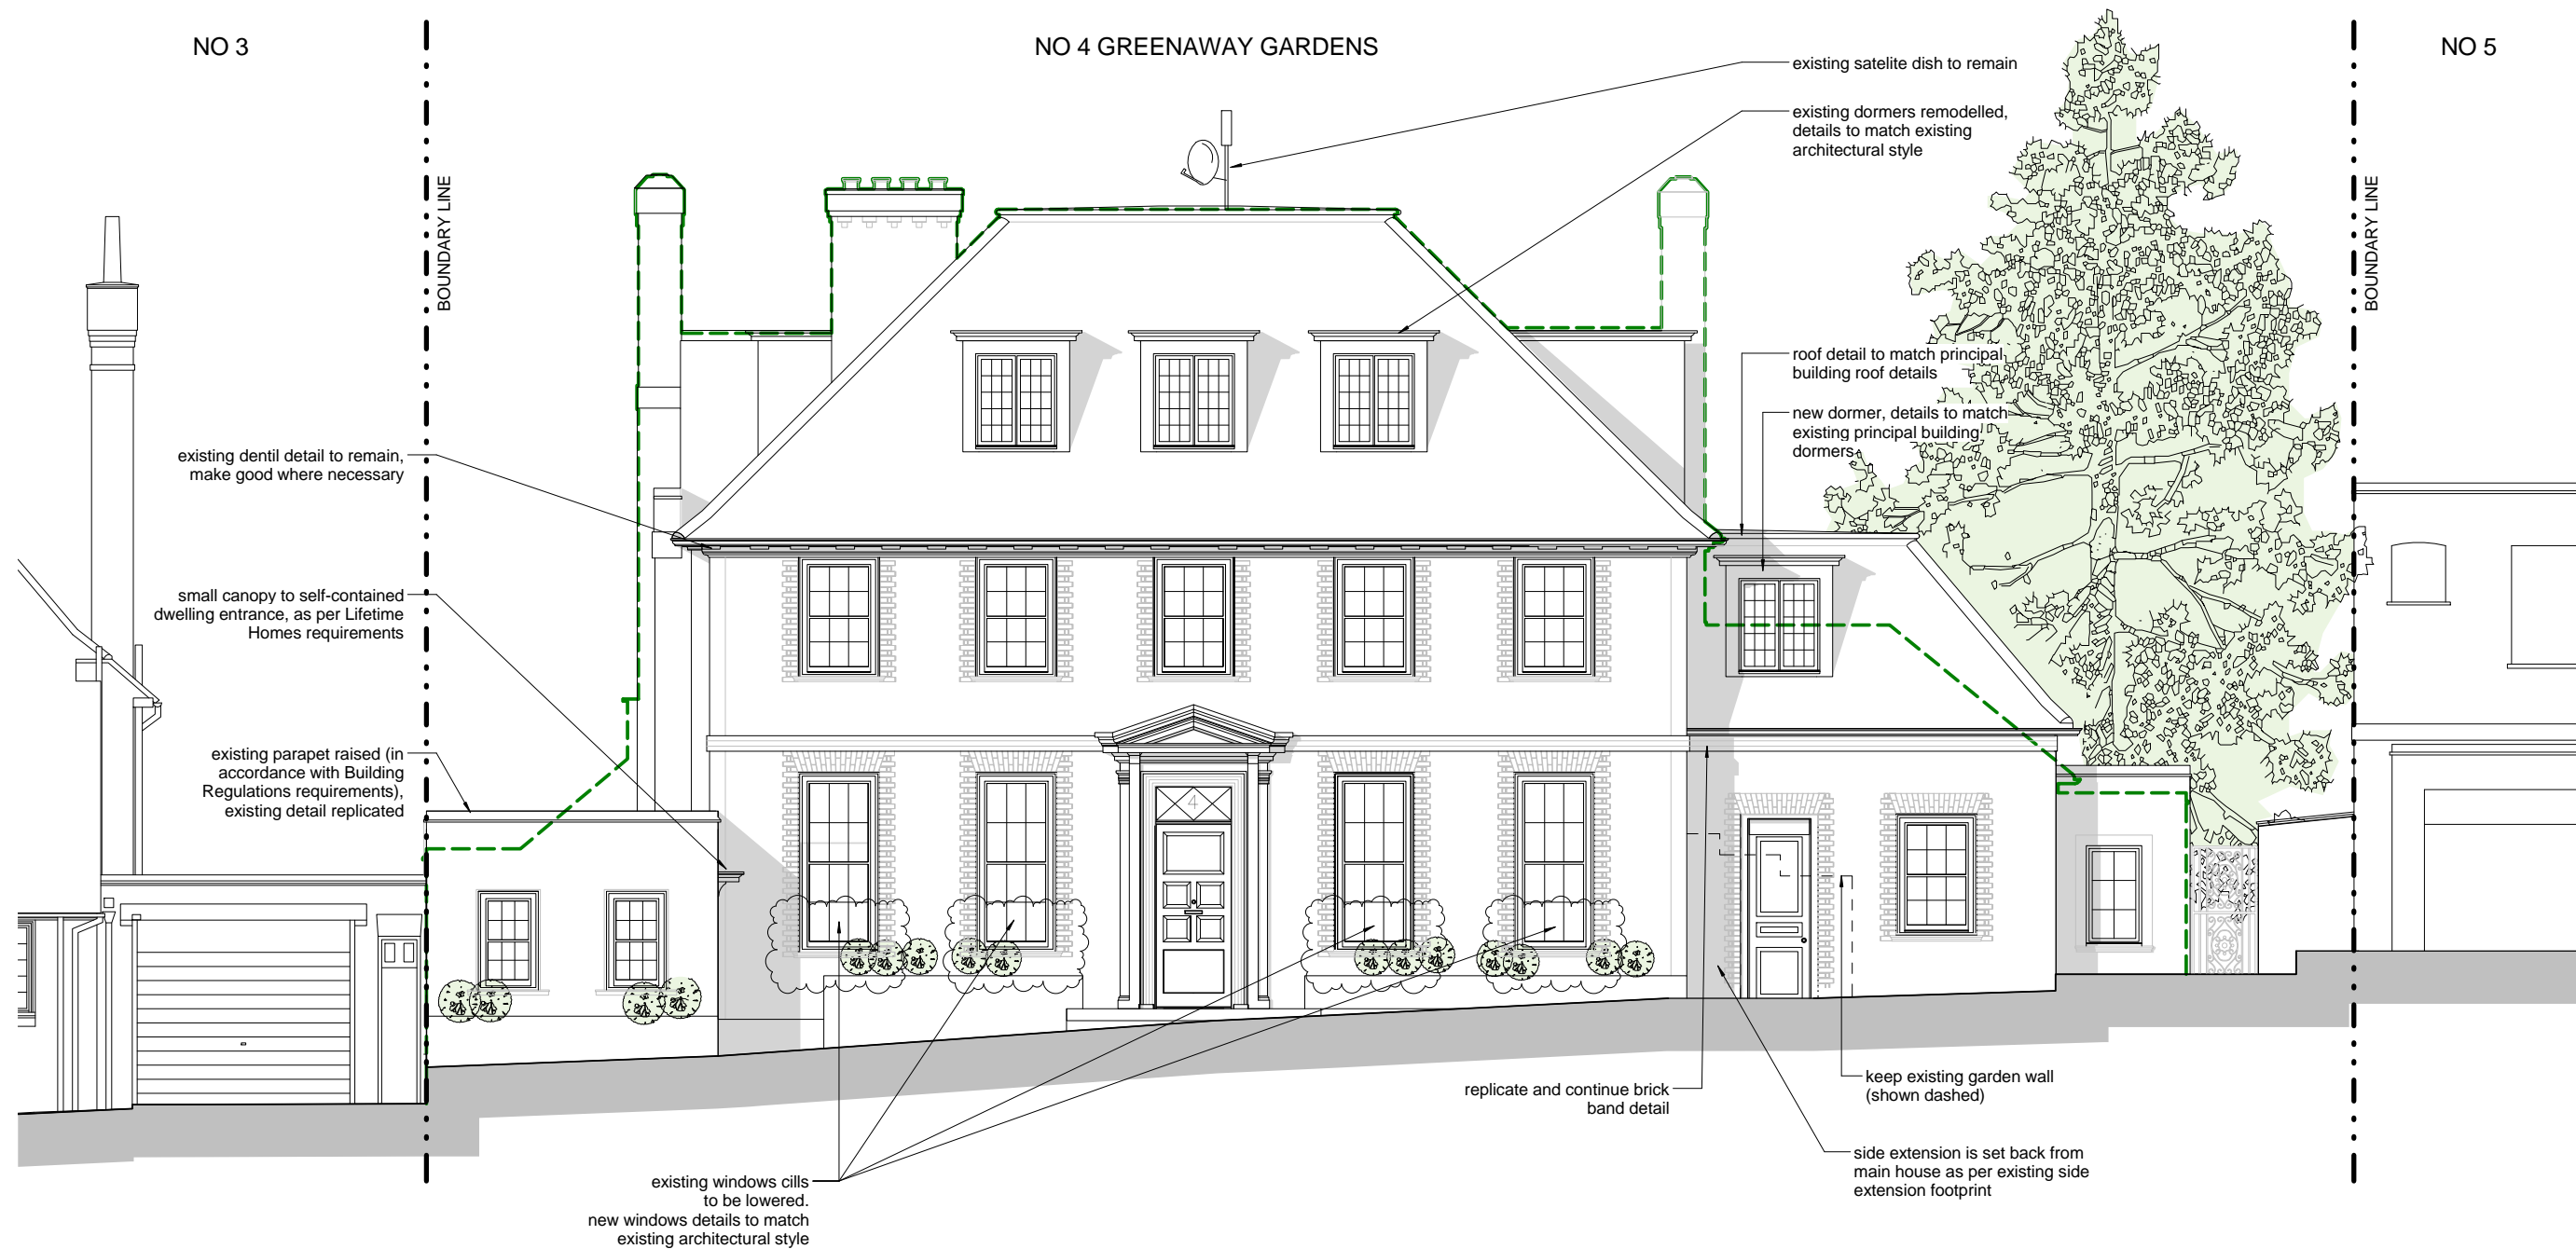 NO 3
NO 4 GREENAWAY GARDENS
NO 5
existing satelite dish to remain
existing dormers remodelled,
details to match existing
architectural style
BOUNDARY LINE
BOUNDARY LINE
roof detail to match principal
building roof details
new dormer, details to match
existing principal building
dormers
existing dentil detail to remain,
make good where necessary
small canopy to self-contained
dwelling entrance, as per Lifetime
Homes requirements
existing parapet raised (in
accordance with Building
Regulations requirements),
existing detail replicated
4
keep existing garden wall
(shown dashed)
replicate and continue brick
band detail
side extension is set back from
main house as per existing side
extension footprint
existing windows cills
to be lowered.
new windows details to match
existing architectural style